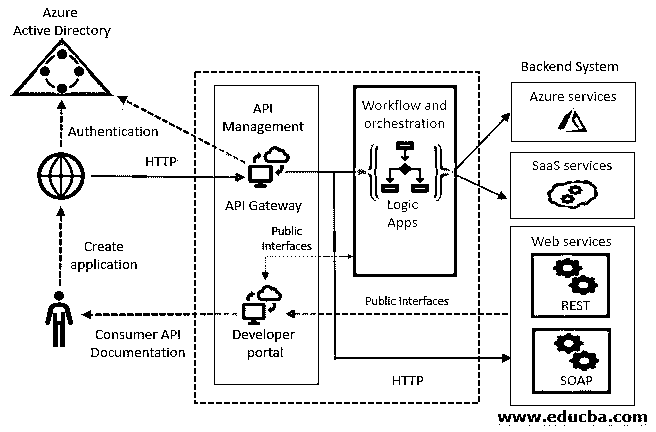 Azure
Active Directory
Authentication
HTTP
Create
application
Consumer API
Documentation
API
Management
API Gateway
Public
Interfaces
Developer
portal
Workflow and
orchestration
Logic
Apps
Public Interfaces
HTTP
Backend System
Azure services
SaaS services
Web services
REST
SOAP
www.educba.com